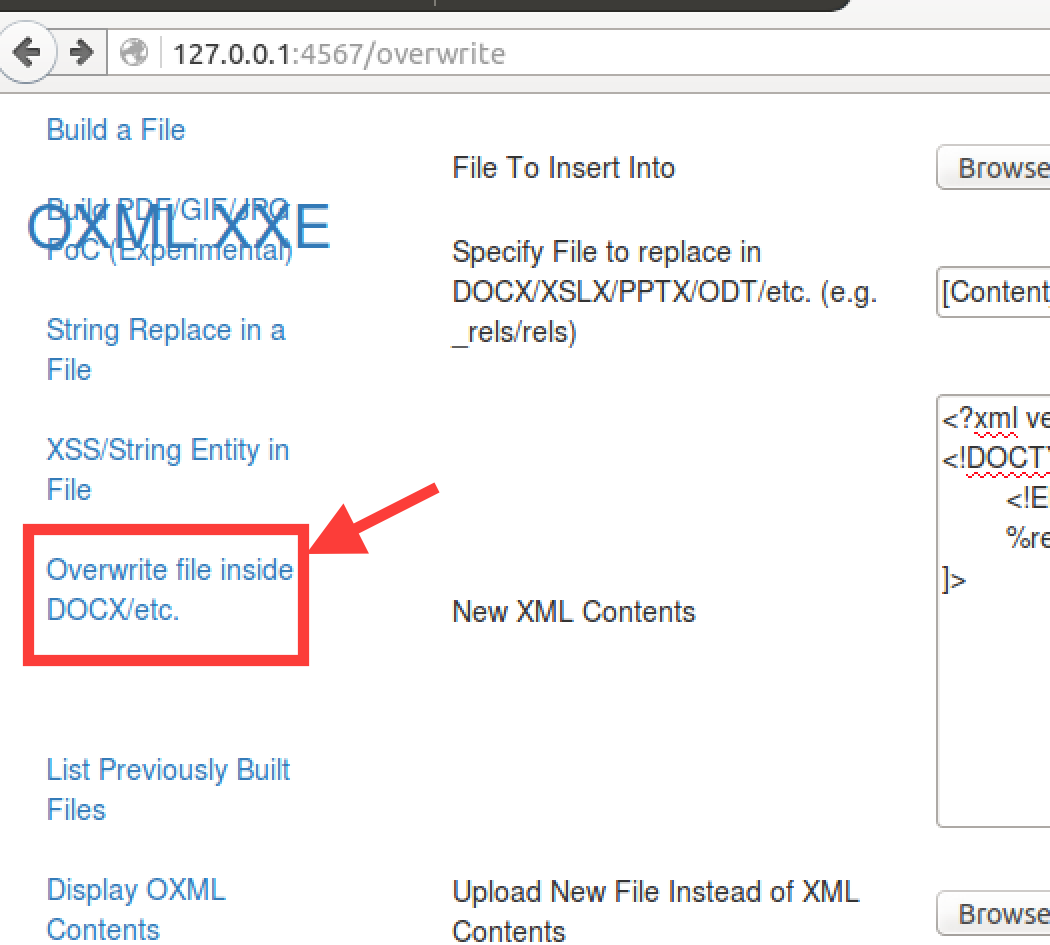 127.0.0.1:4567/overwrite
Build a File
Build PDF/GIF/JPG
PoC (Experimental)
OXML XXE
String Replace in a
File
XSS/String Entity in
File
Overwrite file inside
DOCX/etc.
List Previously Built
Files
Display OXML
Contents
File To Insert Into
Browse
Specify File to replace in
DOCX/XSLX/PPTX/ODT/etc. (e.g.
_rels/rels)
[Content
New XML Contents
<?xml ve
<!DOCTY
<!E
%re
]>
Upload New File Instead of XML
Contents
Browse